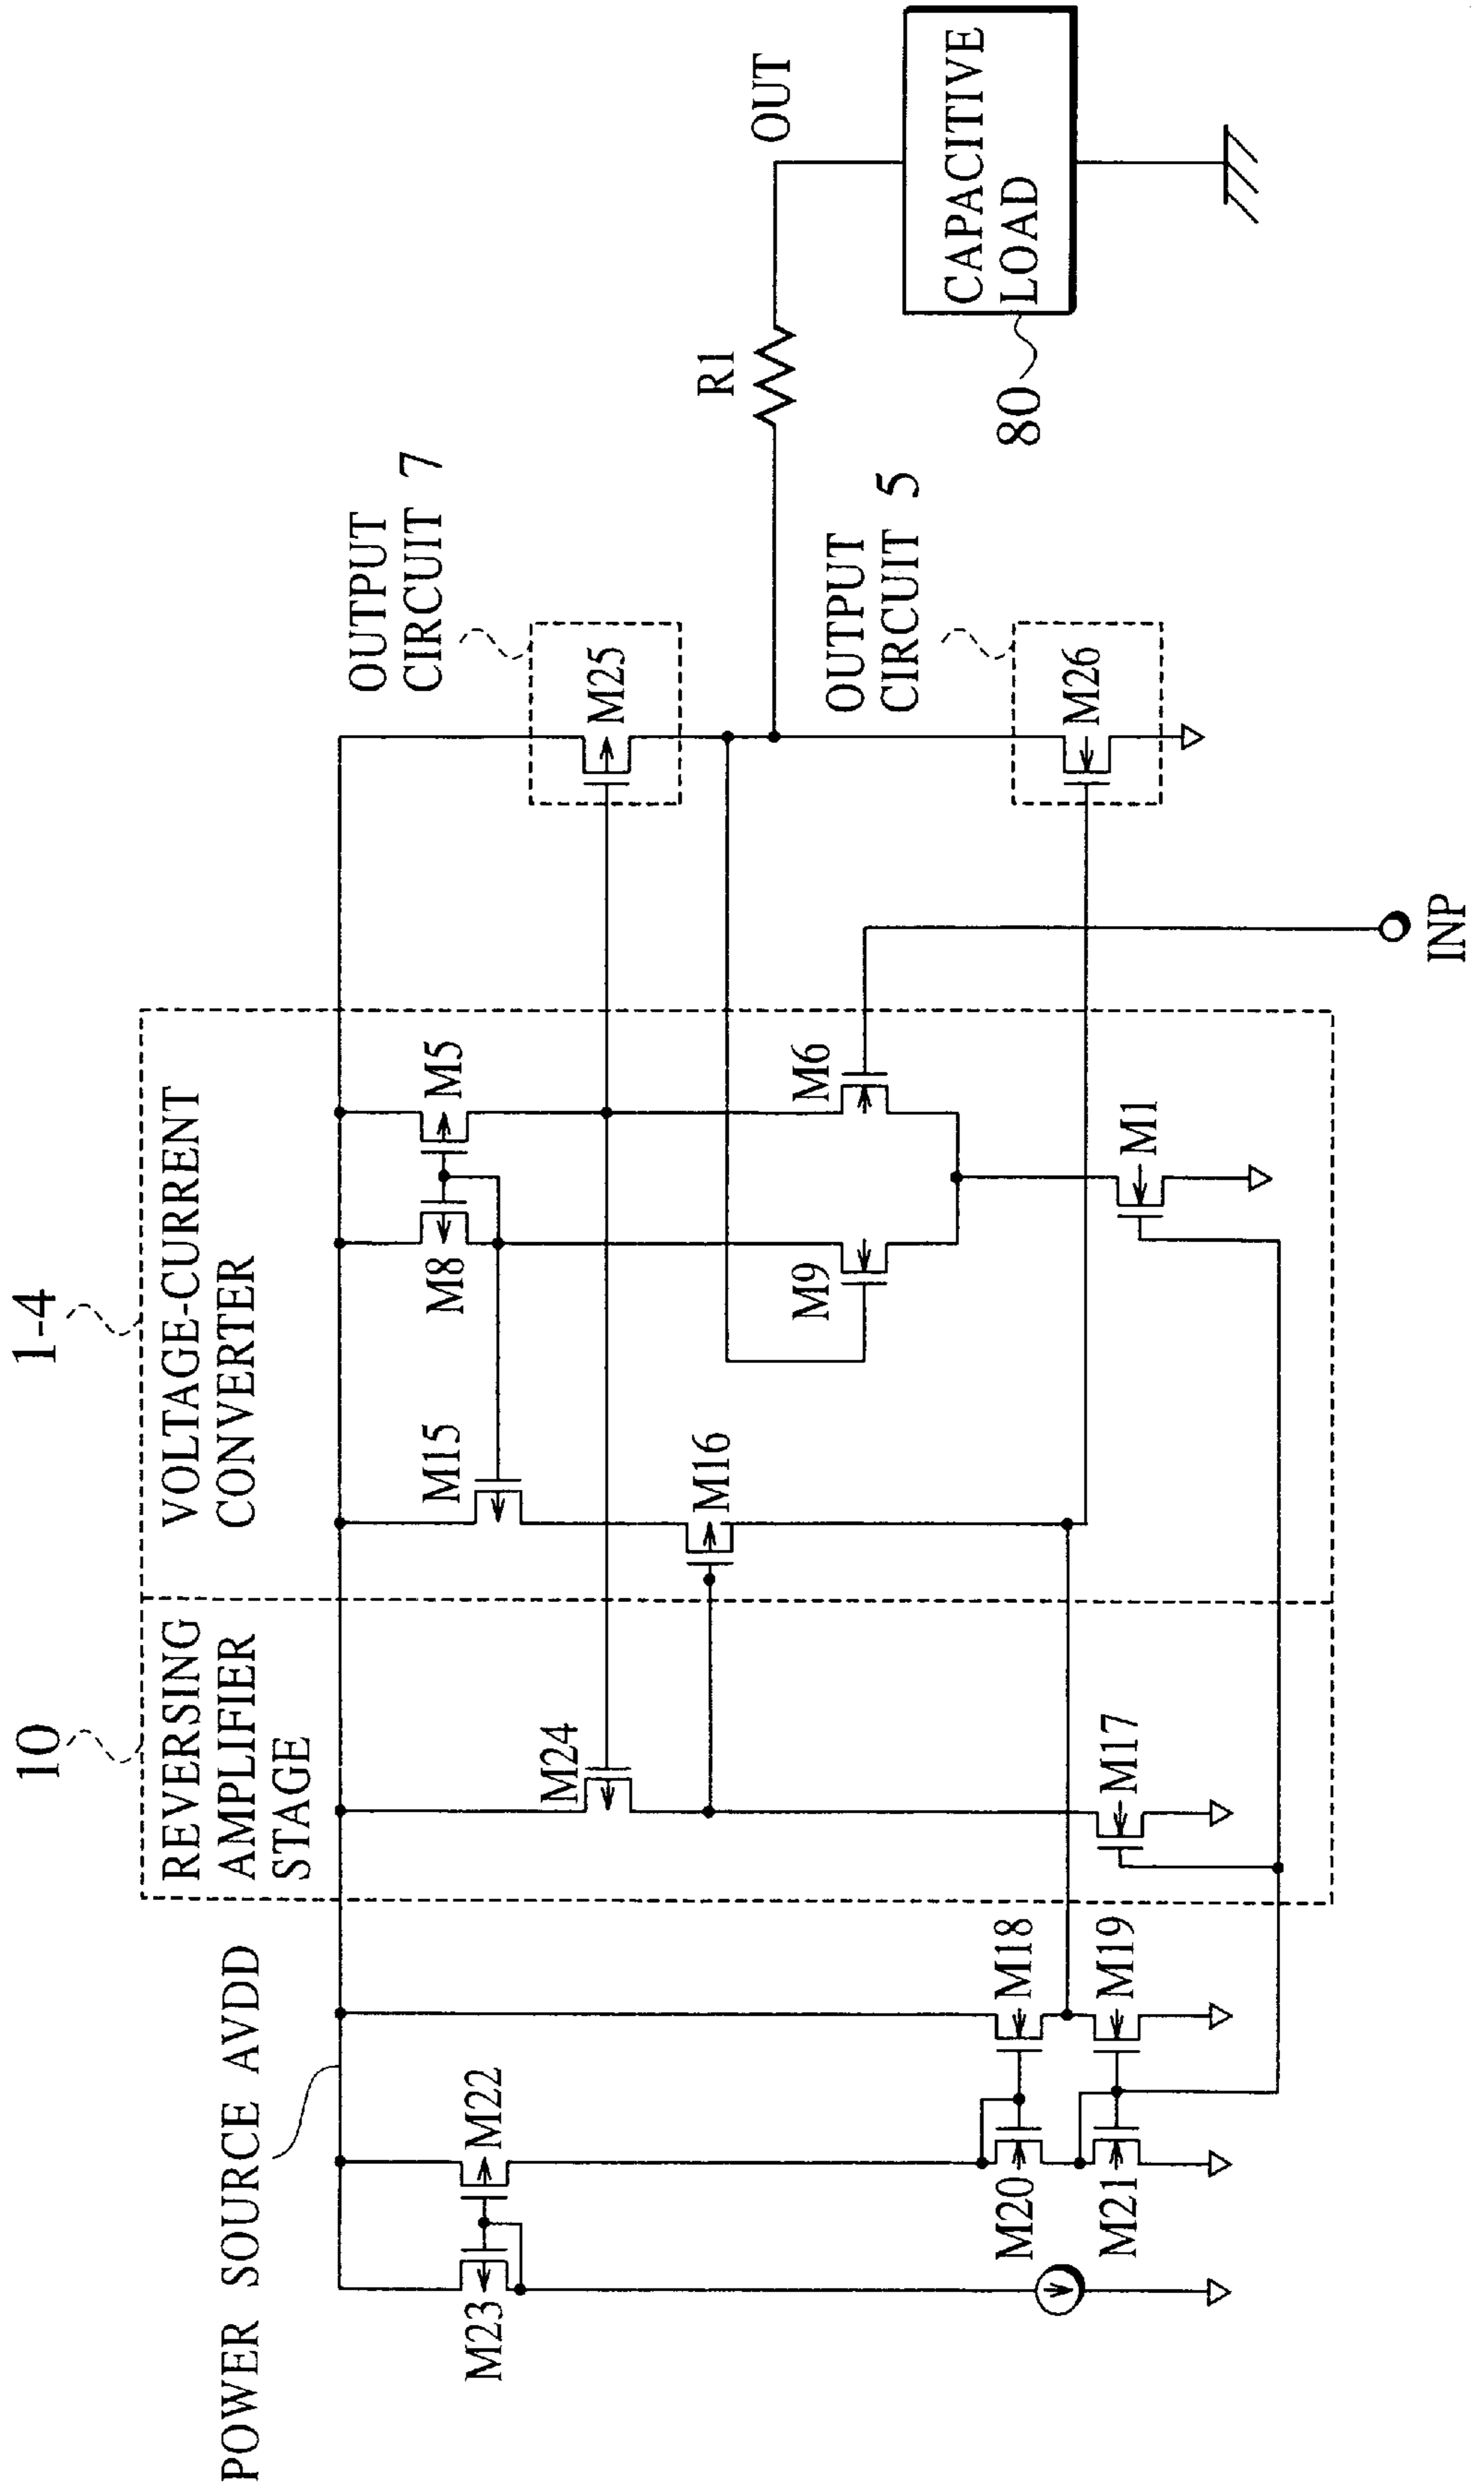 1-4
10
VOLTAGE-CURRENT
CONVERTER
REVERSING
AMPLIFIER
STAGE
POWER SOURCE AVDD
OUTPUT
CIRCUIT 7
OUTPUT
CIRCUIT 5
M23
M22
M20
M18
M21
M19
M24
M17
M15
M16
M8
M5
M9
M6
M1
M25
M26
INP
R1
OUT
CAPACITIVE
LOAD
80